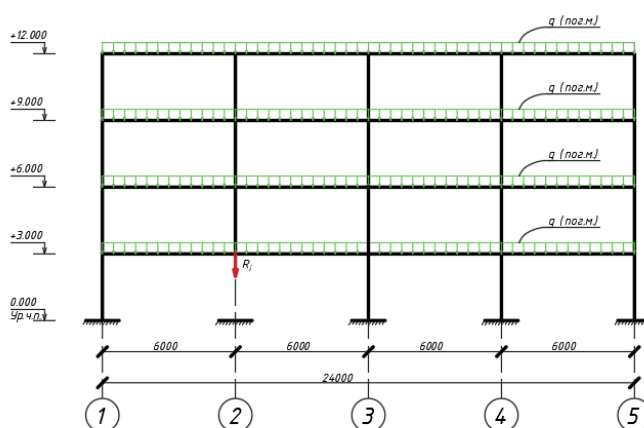 +12.000
q (пог.м.)
+9.000
q (пог.м.)
+6.000
q (пог.м.)
+3.000
q (пог.м.)
Ri
0.000
Ур.ч.п.
6000 6000 6000 6000
24000
1 2 3 4 5